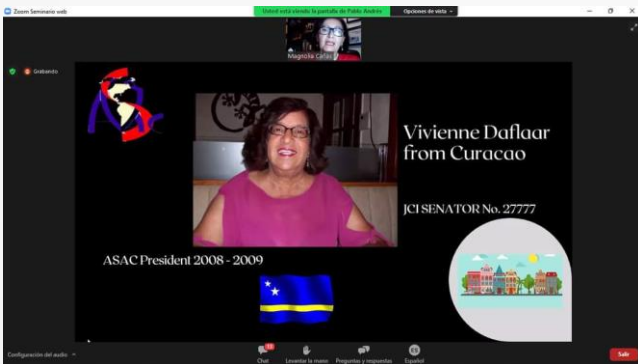 Zoom Seminario web
Usted está viendo la pantalla de Pablo Andrés
Opciones de vista
Grabando
Magnolia
Vivienne Daflaar
from Curacao
JCI SENATOR No. 27777
ASAC President 2008 - 2009
Configuración del audio
Chat
Levantar la mano
Preguntas y respuestas
ES
Español
Salir